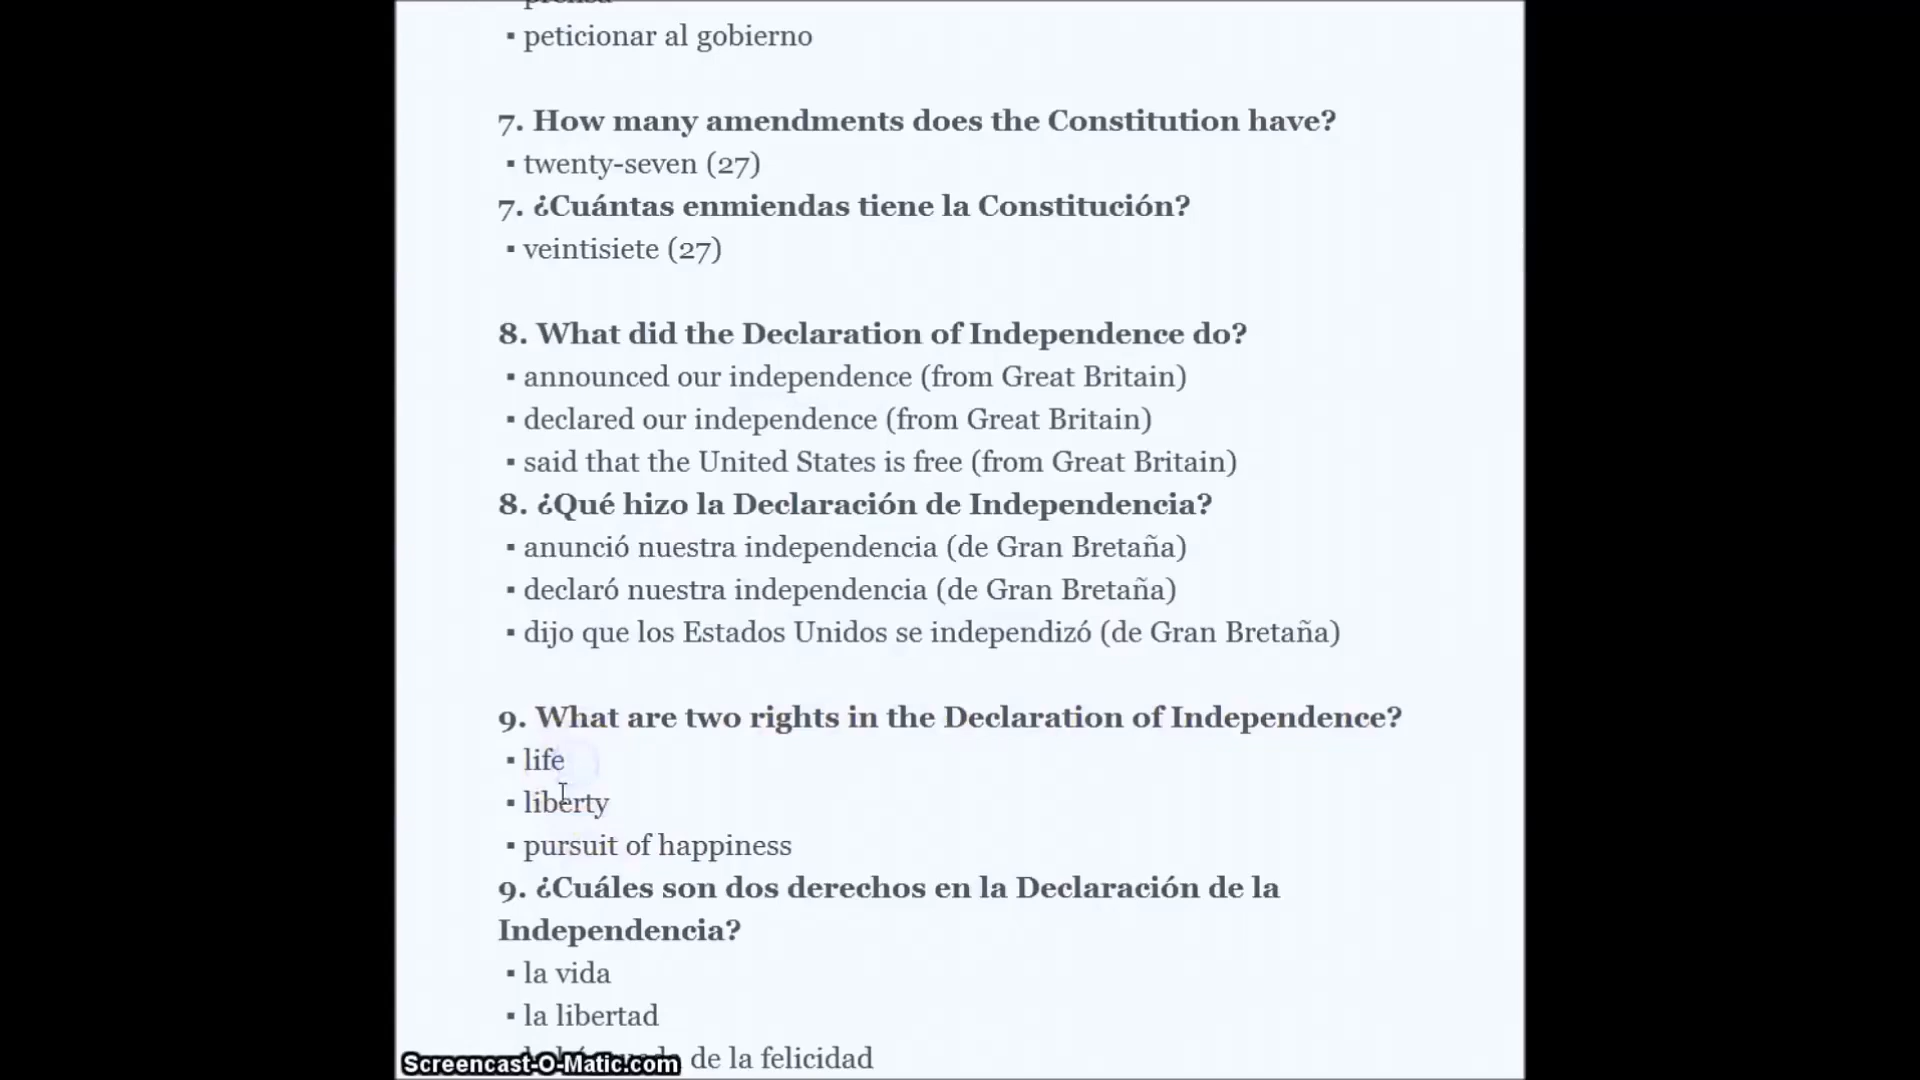 ▪ peticionar al gobierno
7. How many amendments does the Constitution have?
▪ twenty-seven (27)
7. ¿Cuántas enmiendas tiene la Constitución?
▪ veintisiete (27)
8. What did the Declaration of Independence do?
▪ announced our independence (from Great Britain)
▪ declared our independence (from Great Britain)
▪ said that the United States is free (from Great Britain)
8. ¿Qué hizo la Declaración de Independencia?
▪ anunció nuestra independencia (de Gran Bretaña)
▪ declaró nuestra independencia (de Gran Bretaña)
▪ dijo que los Estados Unidos se independizó (de Gran Bretaña)
9. What are two rights in the Declaration of Independence?
▪ life
▪ liberty
▪ pursuit of happiness
9. ¿Cuáles son dos derechos en la Declaración de la
Independencia?
▪ la vida
▪ la libertad
de la felicidad
Screencast-O-Matic.com